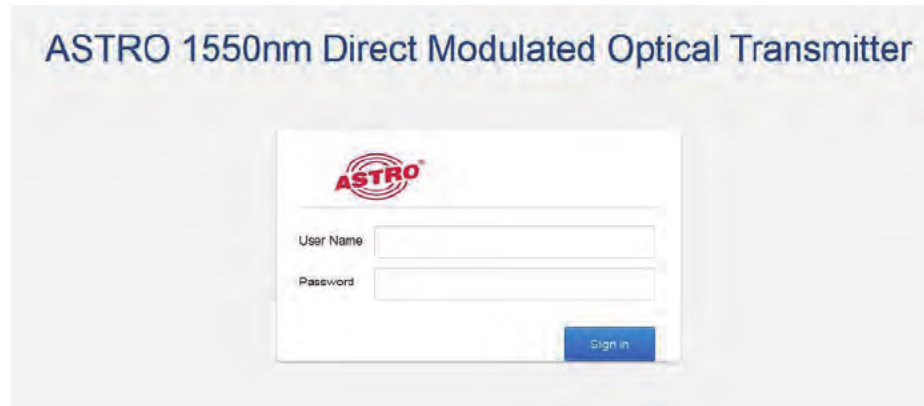 ASTRO 1550nm Direct Modulated Optical Transmitter
ASTRO®
User Name
Password
Sign in